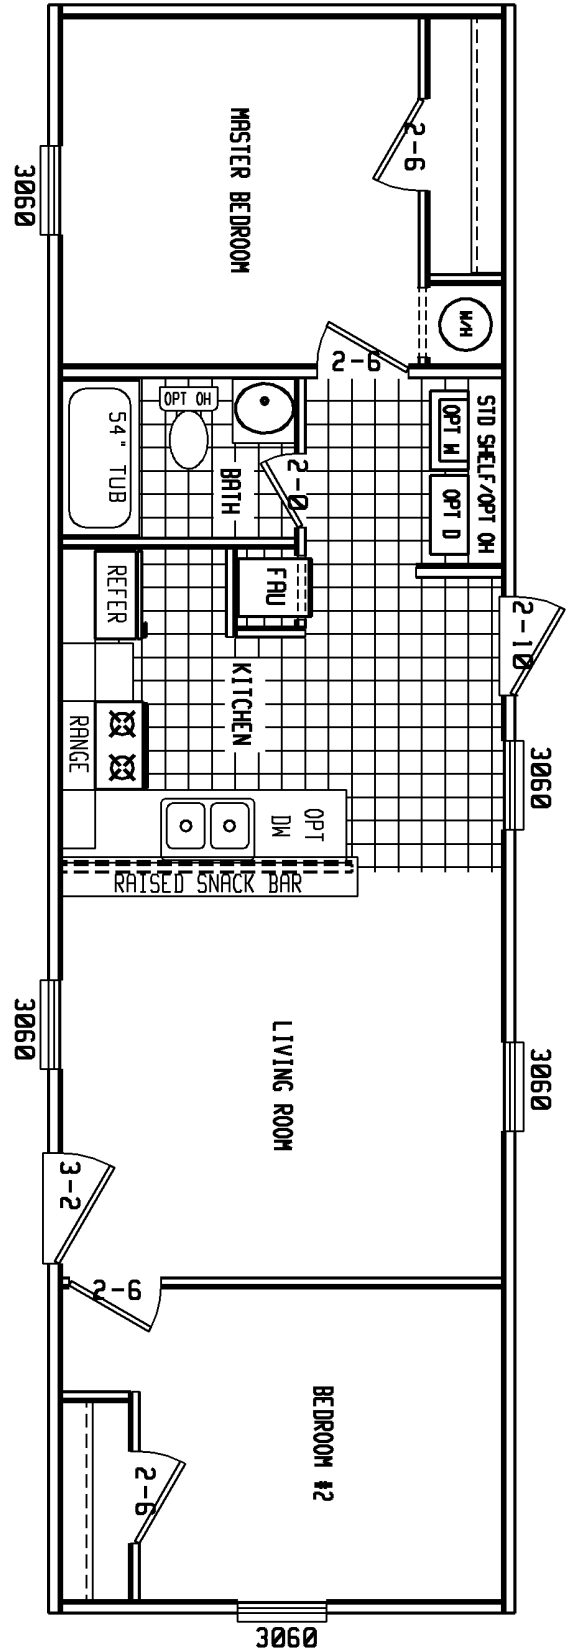 MASTER BEDROOM
2-6
3060
W/H
2-6
STD SHELF/OPT OH
OPT W
OPT D
OPT OH
54" TUB
BATH
2-0
FAU
REFER
2-10
KITCHEN
RANGE
3060
OPT
DW
RAISED SNACK BAR
3060
LIVING ROOM
3060
3-2
2-6
BEDROOM #2
2-6
3060